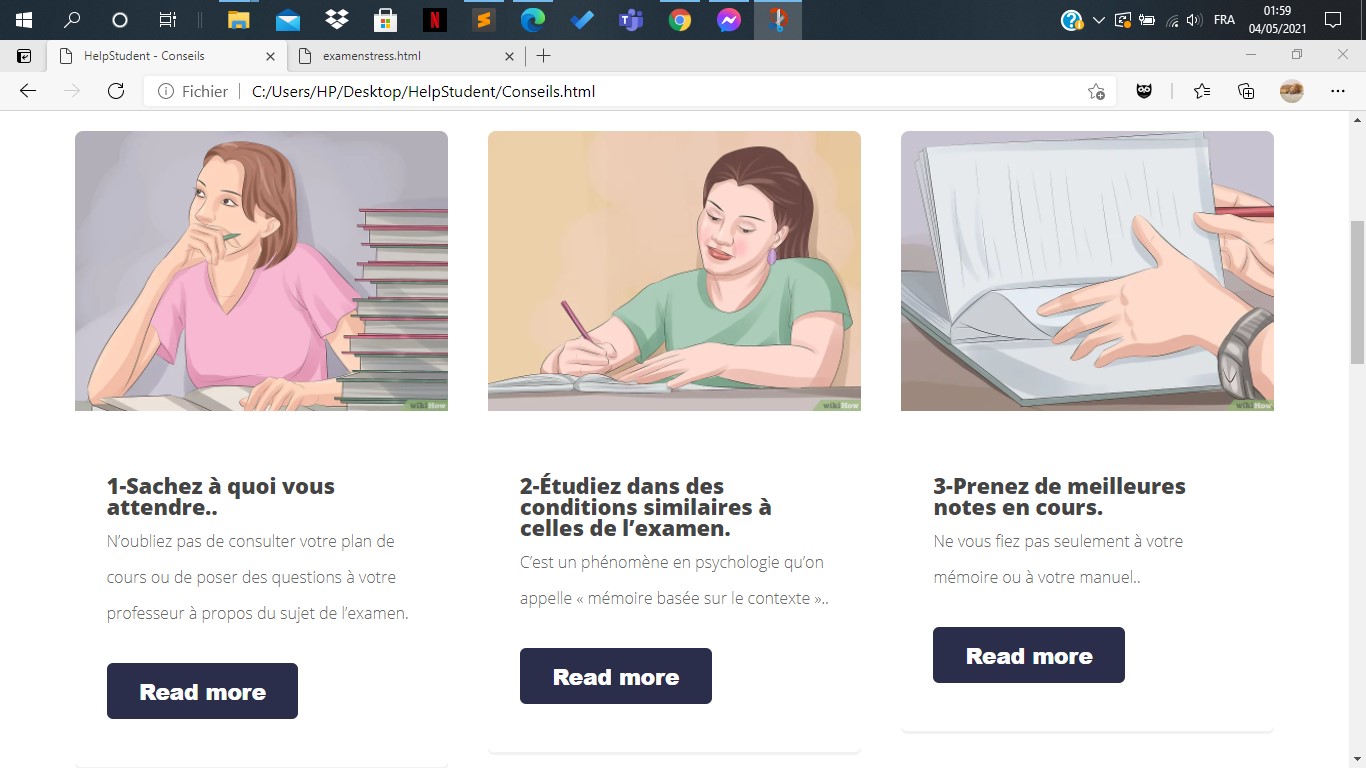 FRA
01:59
04/05/2021
HelpStudent - Conseils
examenstress.html
Fichier
C:/Users/HP/Desktop/HelpStudent/Conseils.html
wikiHow
wikiHow
wikiHow
1-Sachez à quoi vous
attendre..
N’oubliez pas de consulter votre plan de
cours ou de poser des questions à votre
professeur à propos du sujet de l’examen.
Read more
2-Étudiez dans des
conditions similaires à
celles de l’examen.
C’est un phénomène en psychologie qu’on
appelle « mémoire basée sur le contexte »..
Read more
3-Prenez de meilleures
notes en cours.
Ne vous fiez pas seulement à votre
mémoire ou à votre manuel..
Read more